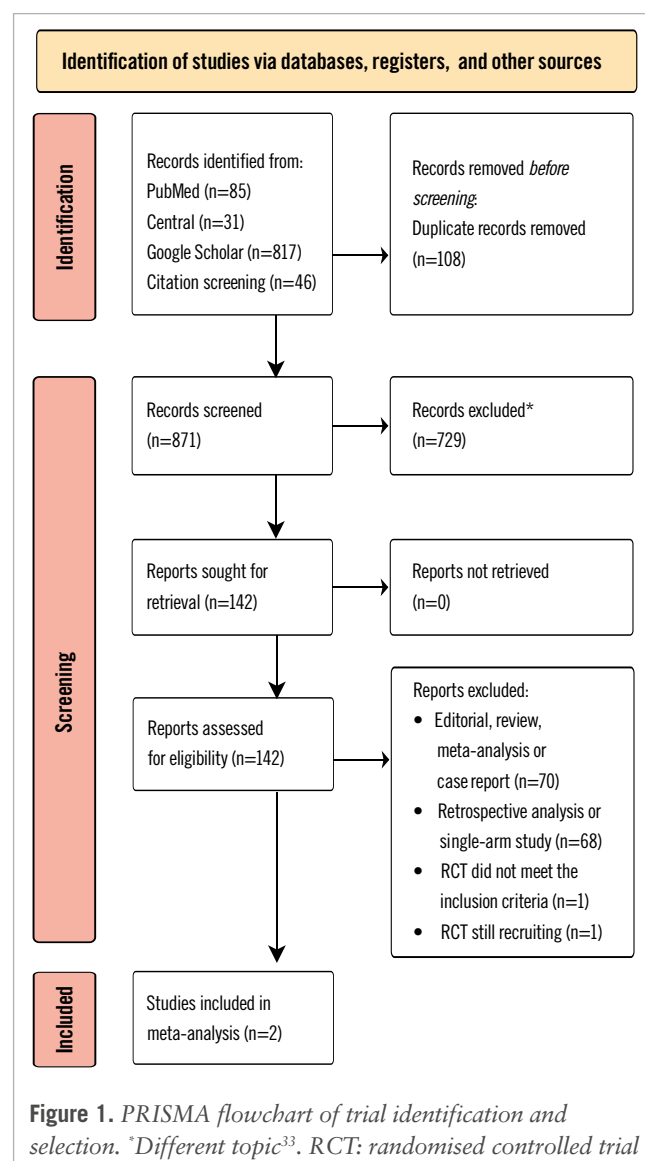 Identification of studies via databases, registers, and other sources
Identification
Records identified from:
PubMed (n=85)
Central (n=31)
Google Scholar (n=817)
Citation screening (n=46)
Records removed before
screening:
Duplicate records removed
(n=108)
Screening
Records screened
(n=871)
Records excluded*
(n=729)
Reports sought for
retrieval (n=142)
Reports not retrieved
(n=0)
Reports assessed
for eligibility (n=142)
Reports excluded:
• Editorial, review,
meta-analysis or
case report (n=70)
• Retrospective analysis or
single-arm study (n=68)
• RCT did not meet the
inclusion criteria (n=1)
• RCT still recruiting (n=1)
Included
Studies included in
meta-analysis (n=2)
Figure 1. PRISMA flowchart of trial identification and
selection. *Different topic³³. RCT: randomised controlled trial